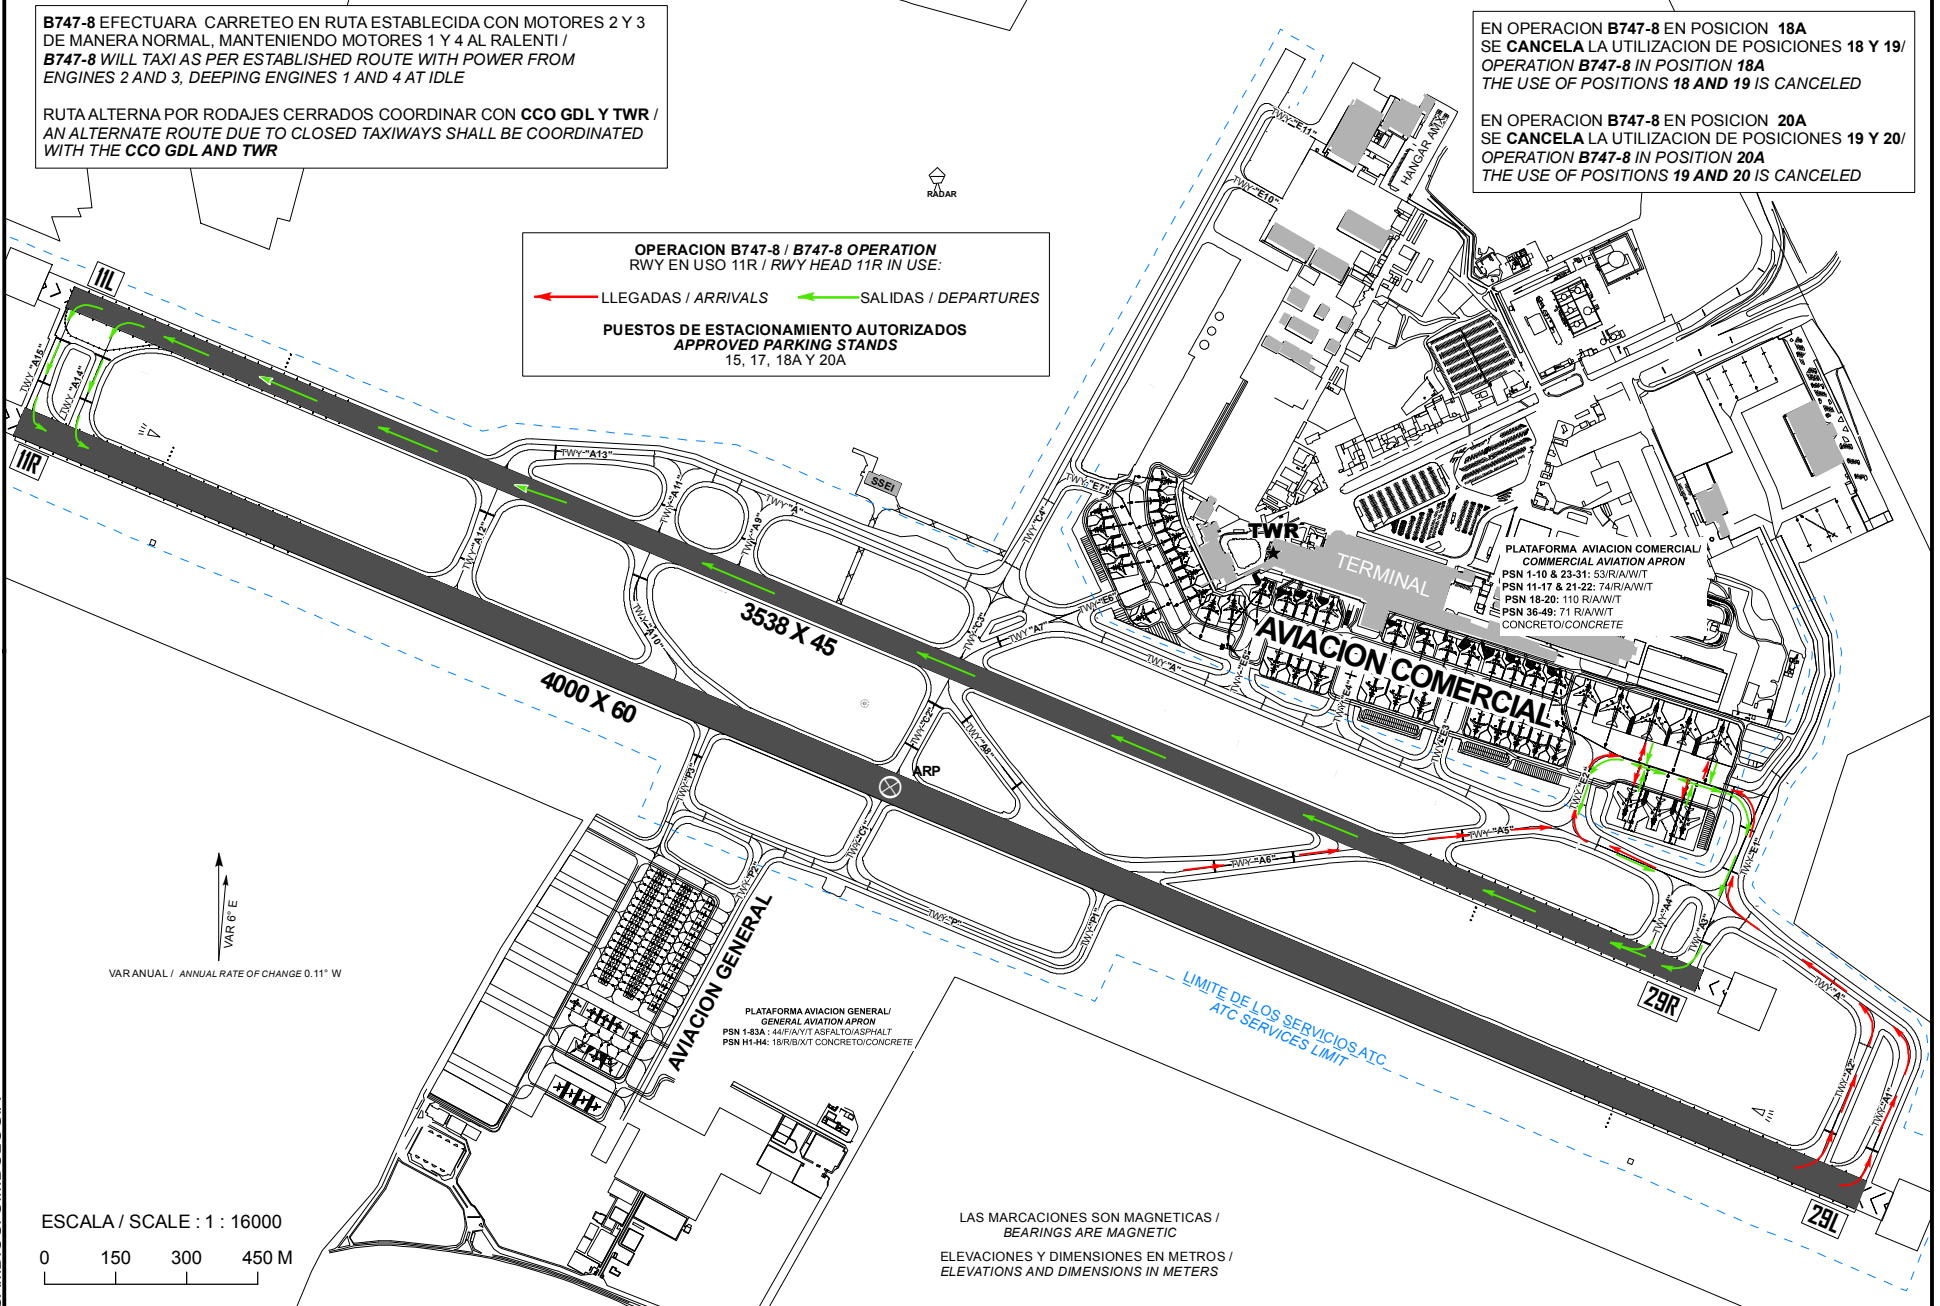 B747-8 EFECTUARA CARRETEO EN RUTA ESTABLECIDA CON MOTORES 2 Y 3
DE MANERA NORMAL, MANTENIENDO MOTORES 1 Y 4 AL RALENTI /
B747-8 WILL TAXI AS PER ESTABLISHED ROUTE WITH POWER FROM
ENGINES 2 AND 3, DEEPING ENGINES 1 AND 4 AT IDLE
RUTA ALTERNA POR RODAJES CERRADOS COORDINAR CON CCO GDL Y TWR /
AN ALTERNATE ROUTE DUE TO CLOSED TAXIWAYS SHALL BE COORDINATED
WITH THE CCO GDL AND TWR
EN OPERACION B747-8 EN POSICION 18A
SE CANCELA LA UTILIZACION DE POSICIONES 18 Y 19/
OPERATION B747-8 IN POSITION 18A
THE USE OF POSITIONS 18 AND 19 IS CANCELED
EN OPERACION B747-8 EN POSICION 20A
SE CANCELA LA UTILIZACION DE POSICIONES 19 Y 20/
OPERATION B747-8 IN POSITION 20A
THE USE OF POSITIONS 19 AND 20 IS CANCELED
TWY "E11"
HANGAR AMXT
TWY "E10"
RADAR
OPERACION B747-8 / B747-8 OPERATION
RWY EN USO 11R / RWY HEAD 11R IN USE:
LLEGADAS / ARRIVALS
SALIDAS / DEPARTURES
PUESTOS DE ESTACIONAMIENTO AUTORIZADOS
APPROVED PARKING STANDS
15, 17, 18A Y 20A
11L
TWY "A15"
TWY "A14"
11R
TWY "A13"
TWY "A11"
TWY "A"
SSEI
TWY "A12"
TWY "A9"
TWY "C4"
TWY "E7"
TWR
TERMINAL
PLATAFORMA AVIACION COMERCIAL/
COMMERCIAL AVIATION APRON
PSN 1-10 & 23-31: 53/R/A/W/T
PSN 11-17 & 21-22: 74/R/A/W/T
PSN 18-20: 110 R/A/W/T
PSN 36-49: 71 R/A/W/T
CONCRETO/CONCRETE
AVIACION COMERCIAL
TWY "E6"
TWY "C3"
TWY "A7"
TWY "A"
TWY "E5"
TWY "E4"
TWY "E3"
TWY "E2"
TWY "E1"
3538 X 45
4000 X 60
TWY "A10"
TWY "C2"
TWY "A8"
ARP
TWY "P3"
TWY "C1"
TWY "P2"
TWY "P"
TWY "P1"
TWY "A6"
TWY "A5"
TWY "A4"
TWY "A3"
29R
TWY "A"
TWY "A2"
TWY "A1"
29L
AVIACION GENERAL
VAR 6° E
VAR ANUAL / ANNUAL RATE OF CHANGE 0.11° W
PLATAFORMA AVIACION GENERAL/
GENERAL AVIATION APRON
PSN 1-83A : 44/F/A/Y/T ASFALTO/ASPHALT
PSN H1-H4: 18/R/B/X/T CONCRETO/CONCRETE
LIMITE DE LOS SERVICIOS ATC
ATC SERVICES LIMIT
ESCALA / SCALE : 1 : 16000
0 150 300 450 M
LAS MARCACIONES SON MAGNETICAS /
BEARINGS ARE MAGNETIC
ELEVACIONES Y DIMENSIONES EN METROS /
ELEVATIONS AND DIMENSIONS IN METERS